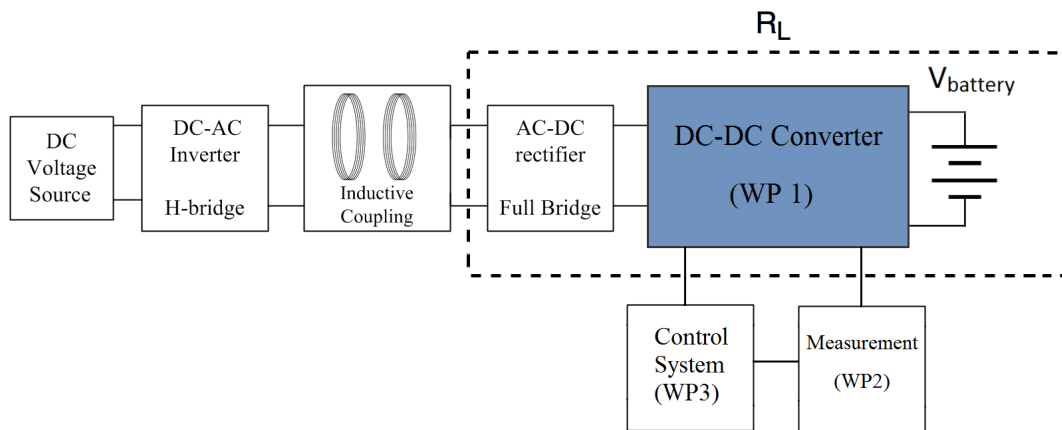 R_L
V_battery
DC
Voltage
Source
DC-AC
Inverter
H-bridge
Inductive
Coupling
AC-DC
rectifier
Full Bridge
DC-DC Converter
(WP 1)
Control
System
(WP3)
Measurement
(WP2)